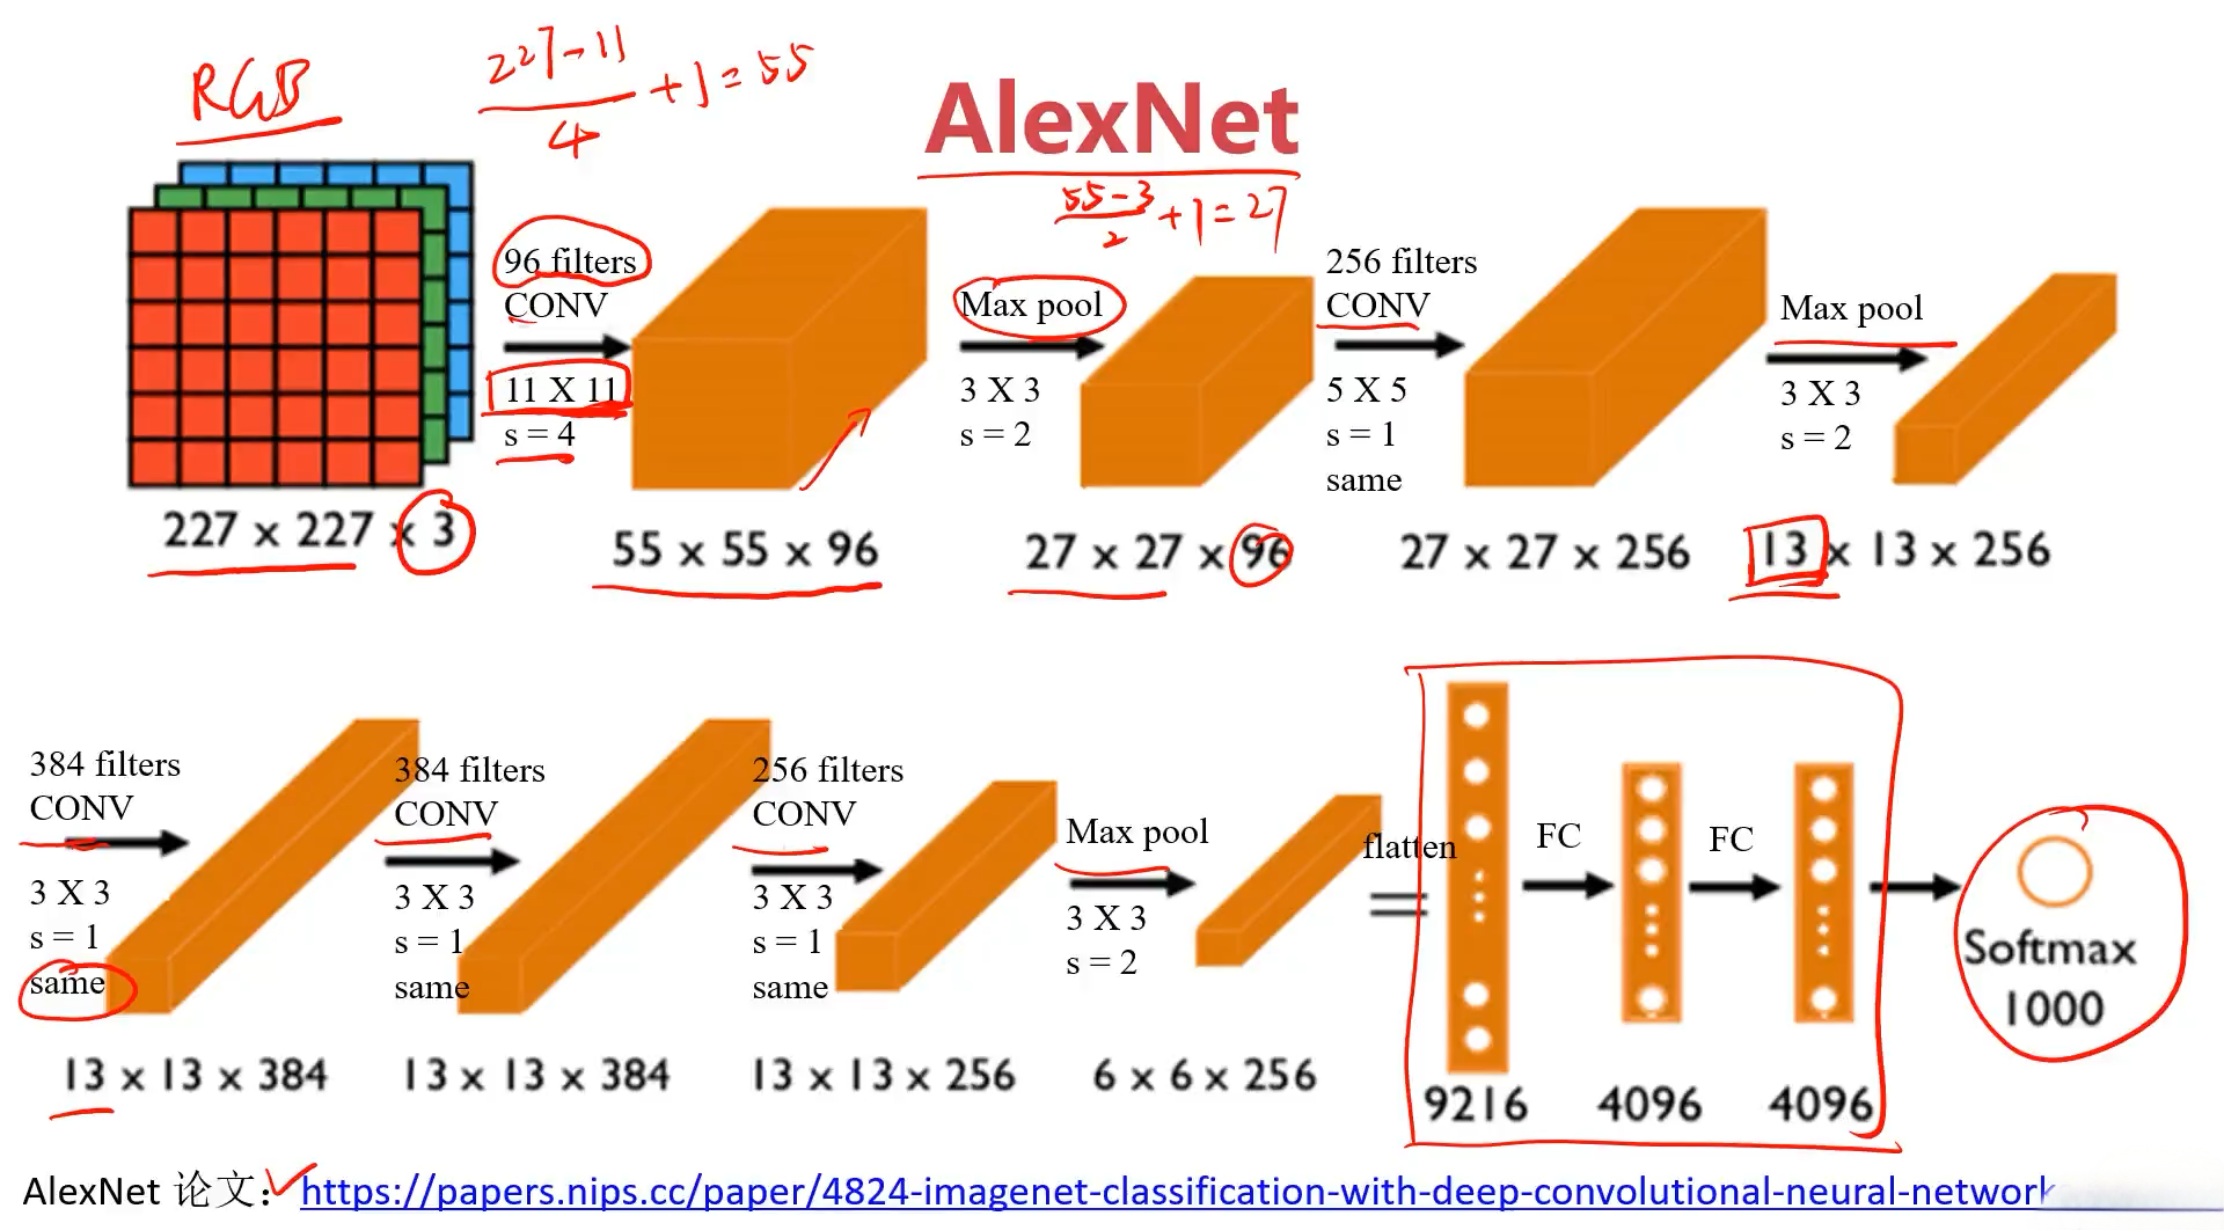 RGB
227-11
4
+1=55
AlexNet
55-3
2
+1=27
96 filters
CONV
11 X 11
s = 4
Max pool
3 X 3
s = 2
256 filters
CONV
5 X 5
s = 1
same
Max pool
3 X 3
s = 2
227 x 227 x 3
55 x 55 x 96
27 x 27 x 96
27 x 27 x 256
13 x 13 x 256
384 filters
CONV
3 X 3
s = 1
same
384 filters
CONV
3 X 3
s = 1
same
256 filters
CONV
3 X 3
s = 1
same
Max pool
3 X 3
s = 2
flatten
=
FC
FC
Softmax
1000
13 x 13 x 384
13 x 13 x 384
13 x 13 x 256
6 x 6 x 256
9216
4096
4096
AlexNet 论文：https://papers.nips.cc/paper/4824-imagenet-classification-with-deep-convolutional-neural-network